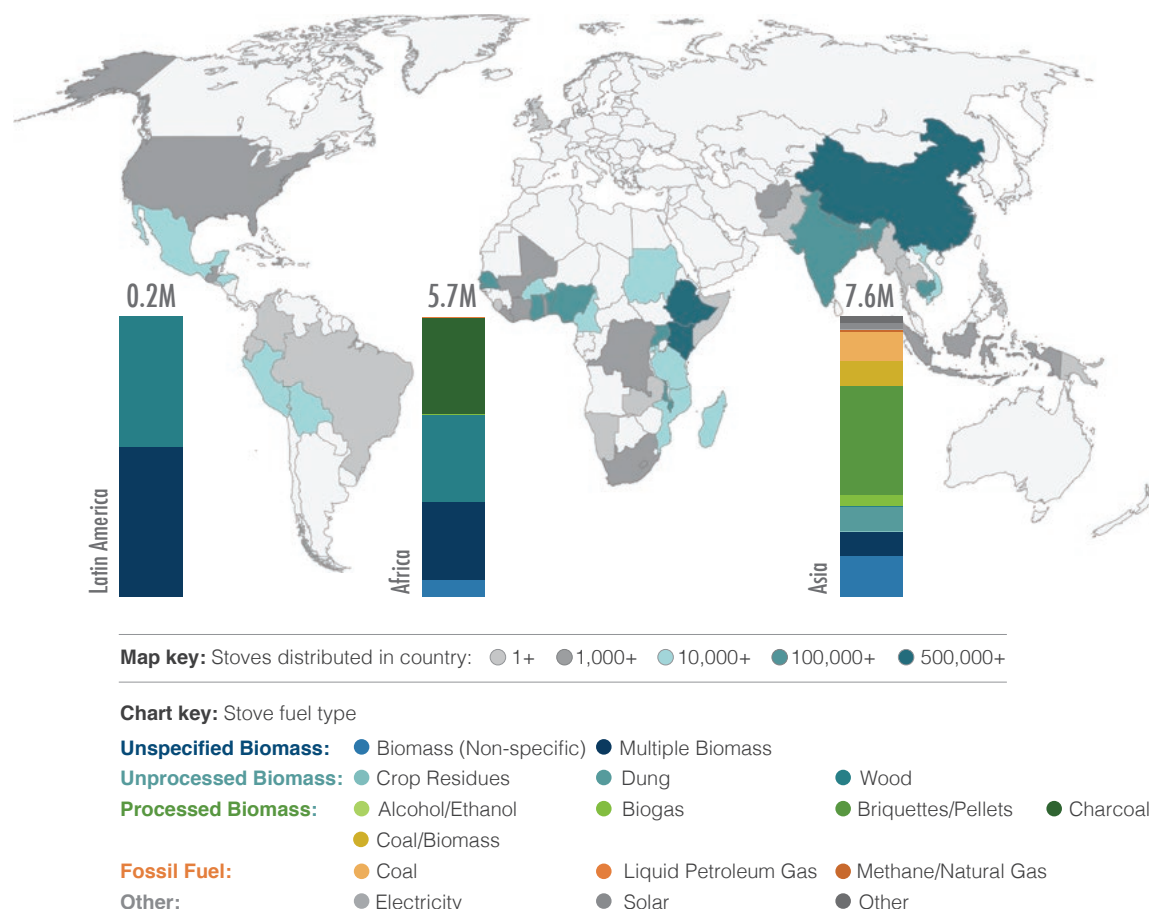 0.2M
5.7M
7.6M
Latin America
Africa
Asia
Map key: Stoves distributed in country: 1+ 1,000+ 10,000+ 100,000+ 500,000+
Chart key: Stove fuel type
Unspecified Biomass: Biomass (Non-specific) Multiple Biomass
Unprocessed Biomass: Crop Residues Dung Wood
Processed Biomass: Alcohol/Ethanol Biogas Briquettes/Pellets Charcoal
Coal/Biomass
Fossil Fuel: Coal Liquid Petroleum Gas Methane/Natural Gas
Other: Electricity Solar Other